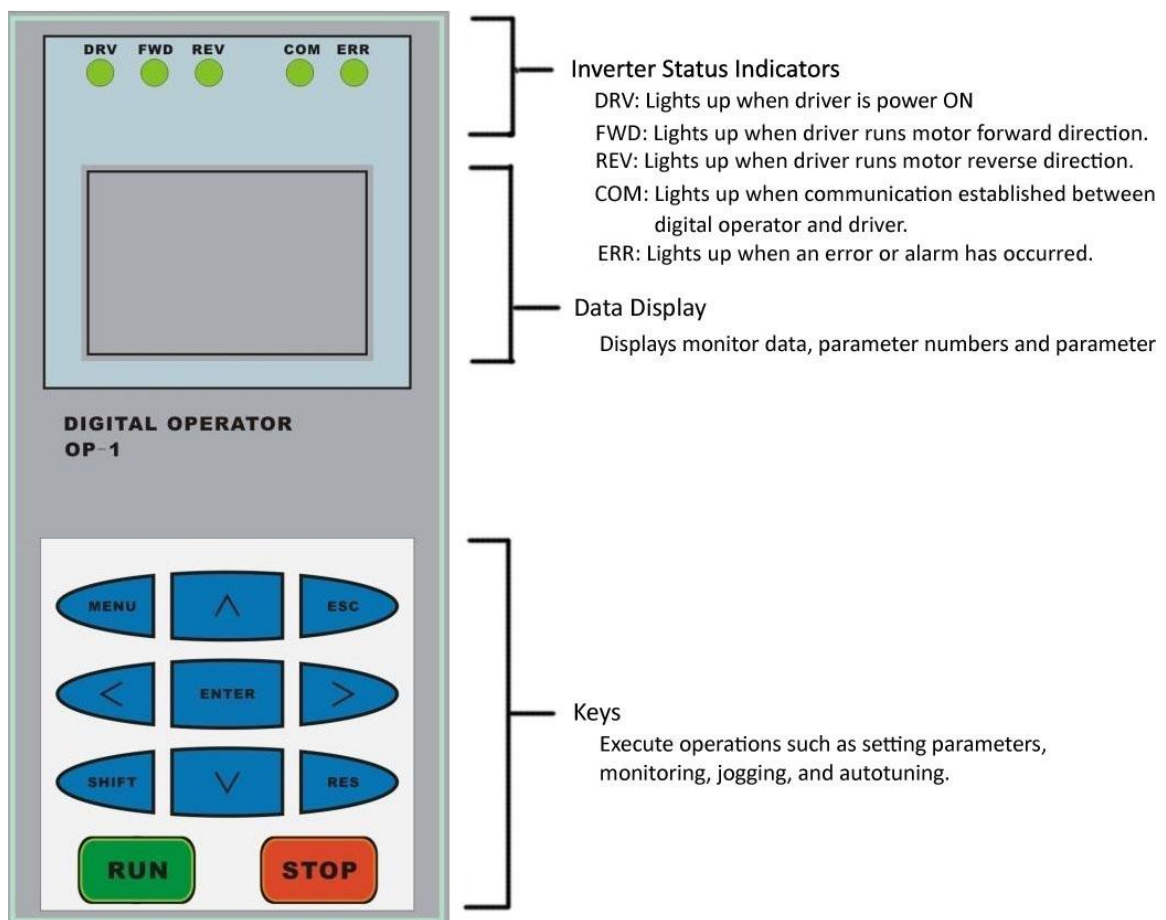 DRV FWD REV COM ERR
DIGITAL OPERATOR
OP-1
MENU ^ ESC
< ENTER >
SHIFT v RES
RUN STOP
Inverter Status Indicators
DRV: Lights up when driver is power ON
FWD: Lights up when driver runs motor forward direction.
REV: Lights up when driver runs motor reverse direction.
COM: Lights up when communication established between
digital operator and driver.
ERR: Lights up when an error or alarm has occurred.
Data Display
Displays monitor data, parameter numbers and parameter
Keys
Execute operations such as setting parameters,
monitoring, jogging, and autotuning.